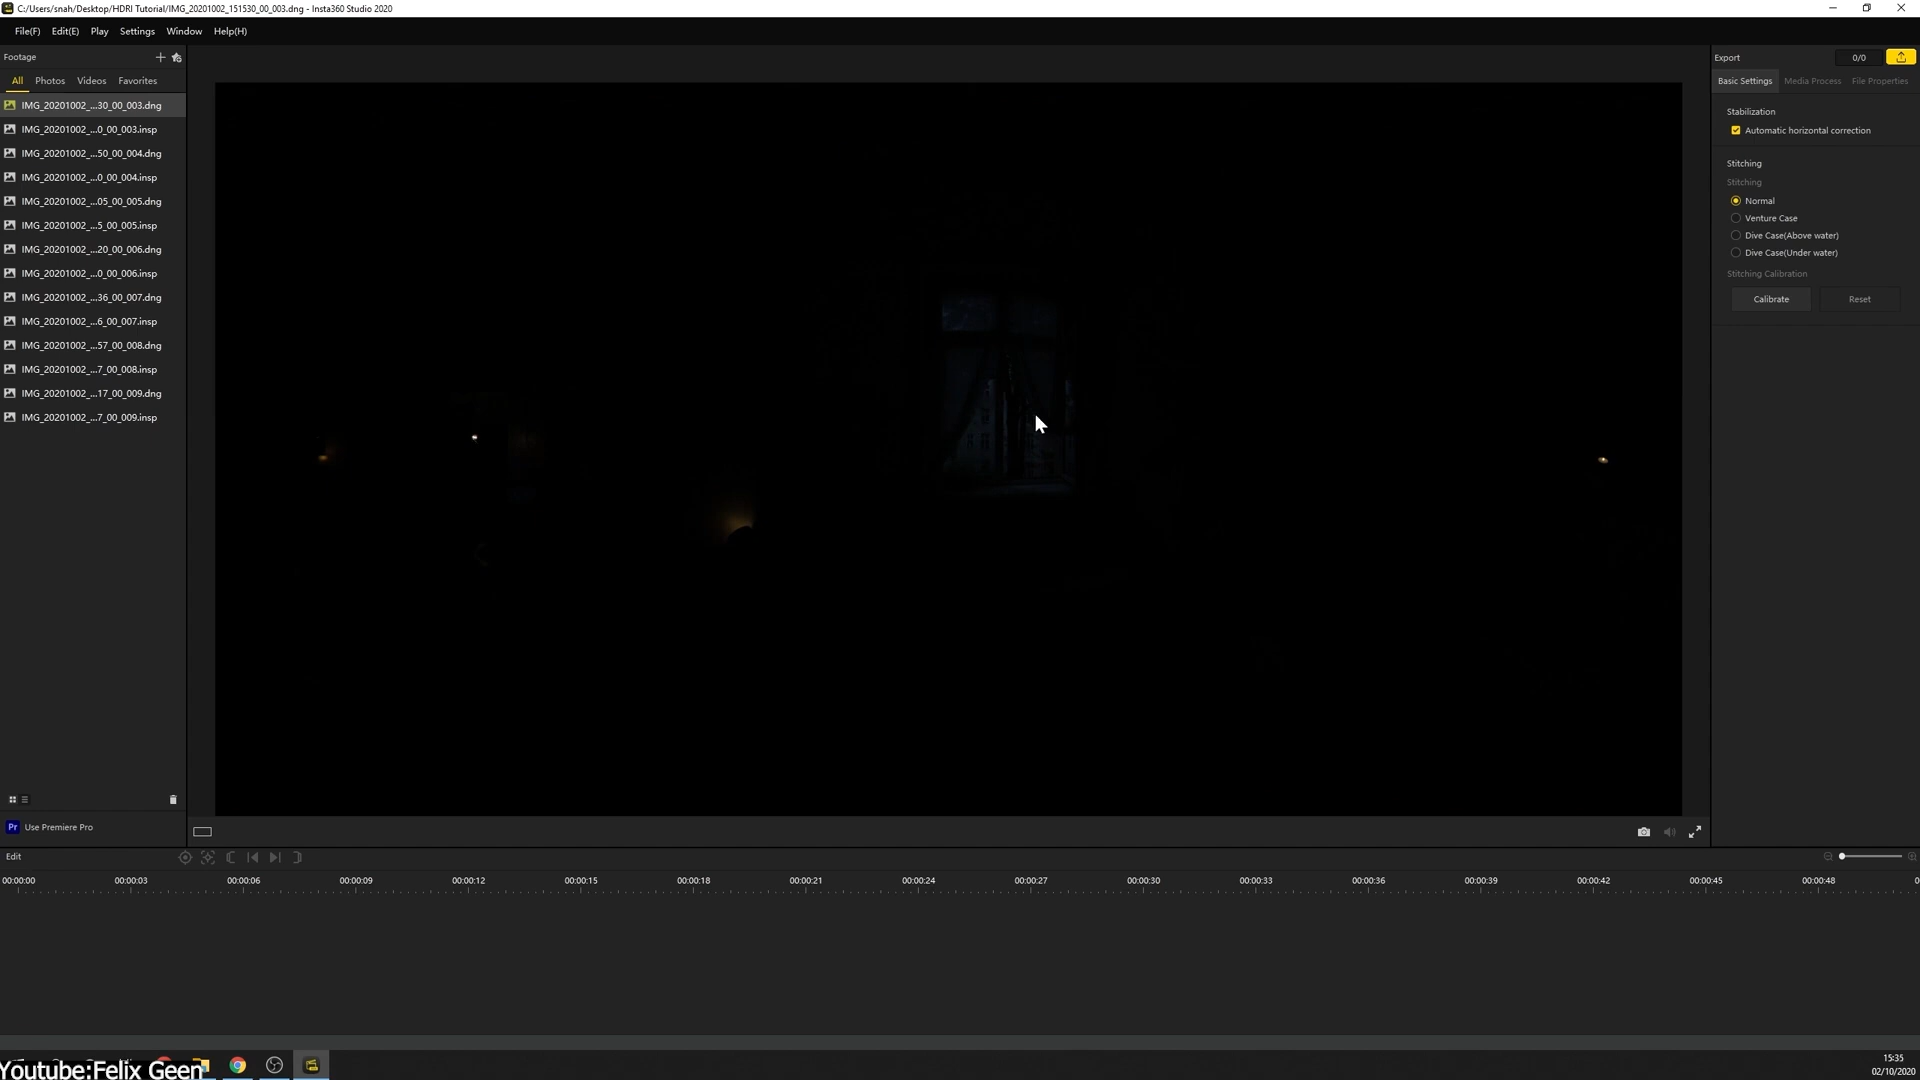 C:/Users/snah/Desktop/HDRI Tutorial/IMG_20201002_151530_00_003.dng - Insta360 Studio 2020
File(F) Edit(E) Play Settings Window Help(H)
Footage
All Photos Videos Favorites
IMG_20201002_...30_00_003.dng
IMG_20201002_...0_00_003.insp
IMG_20201002_...50_00_004.dng
IMG_20201002_...0_00_004.insp
IMG_20201002_...05_00_005.dng
IMG_20201002_...5_00_005.insp
IMG_20201002_...20_00_006.dng
IMG_20201002_...0_00_006.insp
IMG_20201002_...36_00_007.dng
IMG_20201002_...6_00_007.insp
IMG_20201002_...57_00_008.dng
IMG_20201002_...7_00_008.insp
IMG_20201002_...17_00_009.dng
IMG_20201002_...7_00_009.insp
Pr Use Premiere Pro
Export 0/0
Basic Settings Media Process File Properties
Stabilization
Automatic horizontal correction
Stitching
Stitching
Normal
Venture Case
Dive Case(Above water)
Dive Case(Under water)
Stitching Calibration
Calibrate Reset
Edit
00:00:00 00:00:03 00:00:06 00:00:09 00:00:12 00:00:15 00:00:18 00:00:21 00:00:24 00:00:27 00:00:30 00:00:33 00:00:36 00:00:39 00:00:42 00:00:45 00:00:48
Youtube:Felix Geen
15:35
02/10/2020